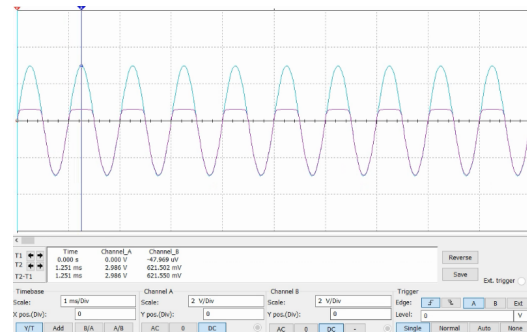 Time Channel_A Channel_B
T1 0.000 s 0.000 V -47.969 uV
T2 1.251 ms 2.986 V 621.502 mV
T2-T1 1.251 ms 2.986 V 621.550 mV
Reverse
Save
Ext. trigger
Timebase Channel A Channel B Trigger
Scale: 1 ms/Div Scale: 2 V/Div Scale: 2 V/Div Edge: A B Ext
X pos.(Div): 0 Y pos.(Div): 0 Y pos.(Div): 0 Level: 0 V
Y/T Add B/A A/B AC 0 DC AC 0 DC - Single Normal Auto None